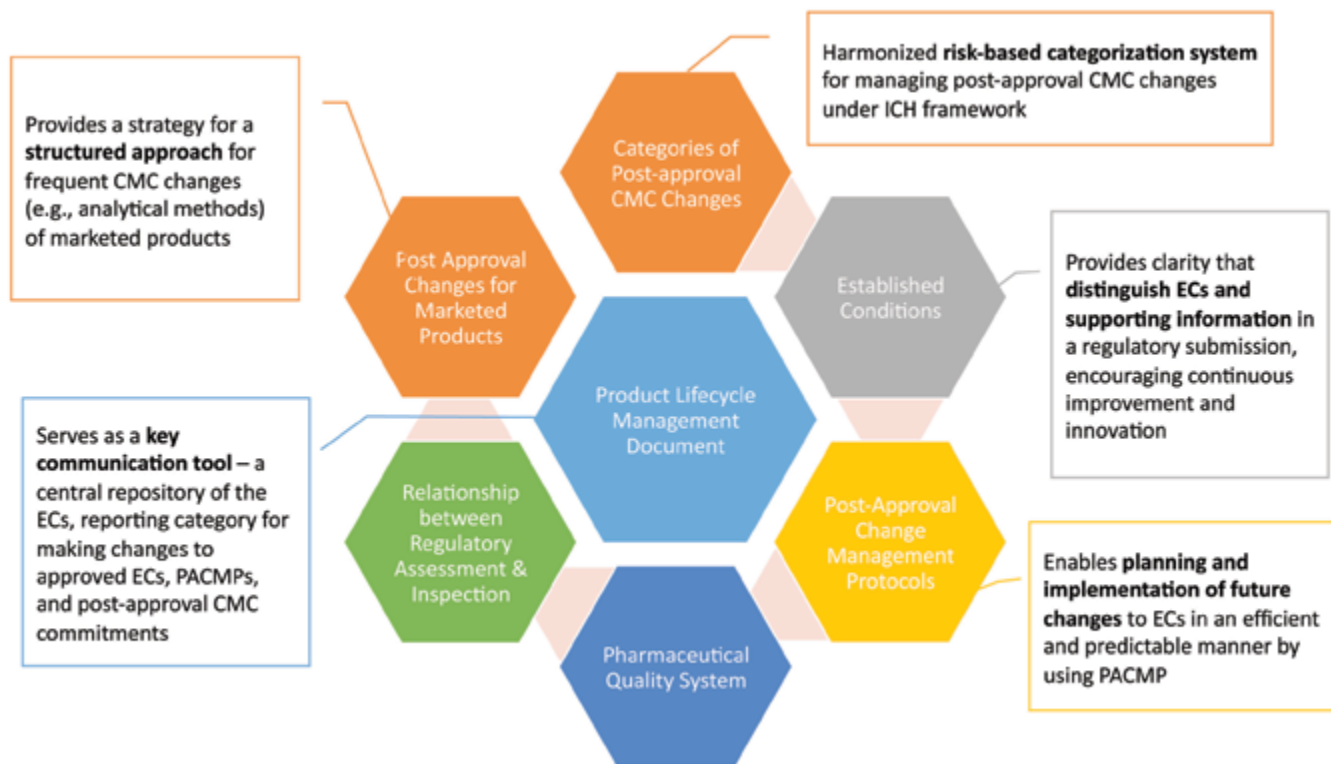 Harmonized risk-based categorization system
for managing post-approval CMC changes
under ICH framework
Provides a strategy for a
structured approach for
frequent CMC changes
(e.g., analytical methods)
of marketed products
Categories of
Post-approval
CMC Changes
Post Approval
Changes for
Marketed
Products
Established
Conditions
Provides clarity that
distinguish ECs and
supporting information in
a regulatory submission,
encouraging continuous
improvement and
innovation
Product Lifecycle
Management
Document
Serves as a key
communication tool – a
central repository of the
ECs, reporting category for
making changes to
approved ECs, PACMPs,
and post-approval CMC
commitments
Relationship
between
Regulatory
Assessment &
Inspection
Post-Approval
Change
Management
Protocols
Enables planning and
implementation of future
changes to ECs in an efficient
and predictable manner by
using PACMP
Pharmaceutical
Quality System